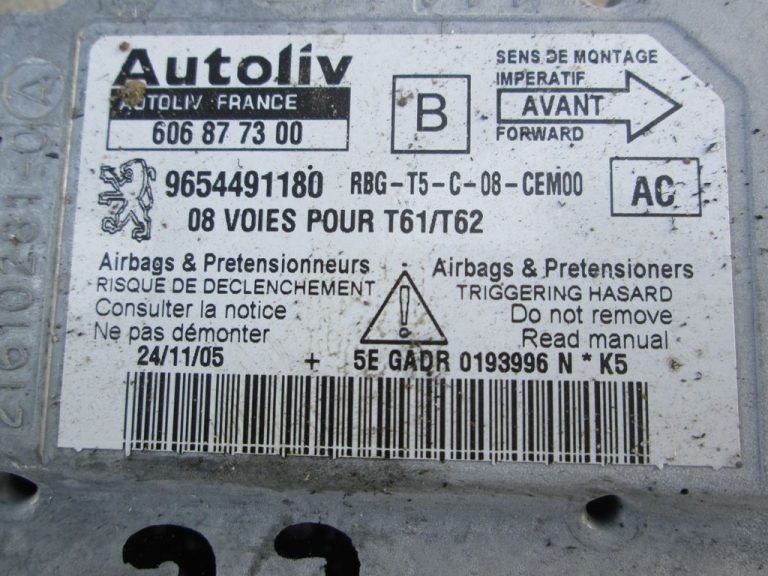 Autoliv
AUTOLIV FRANCE
606 87 73 00
B
SENS DE MONTAGE
IMPERATIF
AVANT
FORWARD
9654491180 RBG-T5-C-08-CEM00
AC
08 VOIES POUR T61/T62
Airbags & Pretensionneurs
RISQUE DE DECLENCHEMENT
Consulter la notice
Ne pas démonter
Airbags & Pretensioners
TRIGGERING HASARD
Do not remove
Read manual
24/11/05 + 5E GADR 0193996 N * K5
21610231-0 A